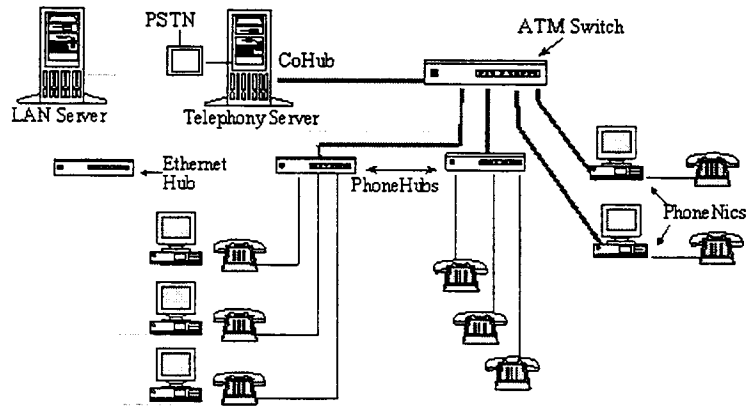 PSTN
ATM Switch
CoHub
LAN Server
Telephony Server
Ethernet
Hub
PhoneHubs
PhoneNics